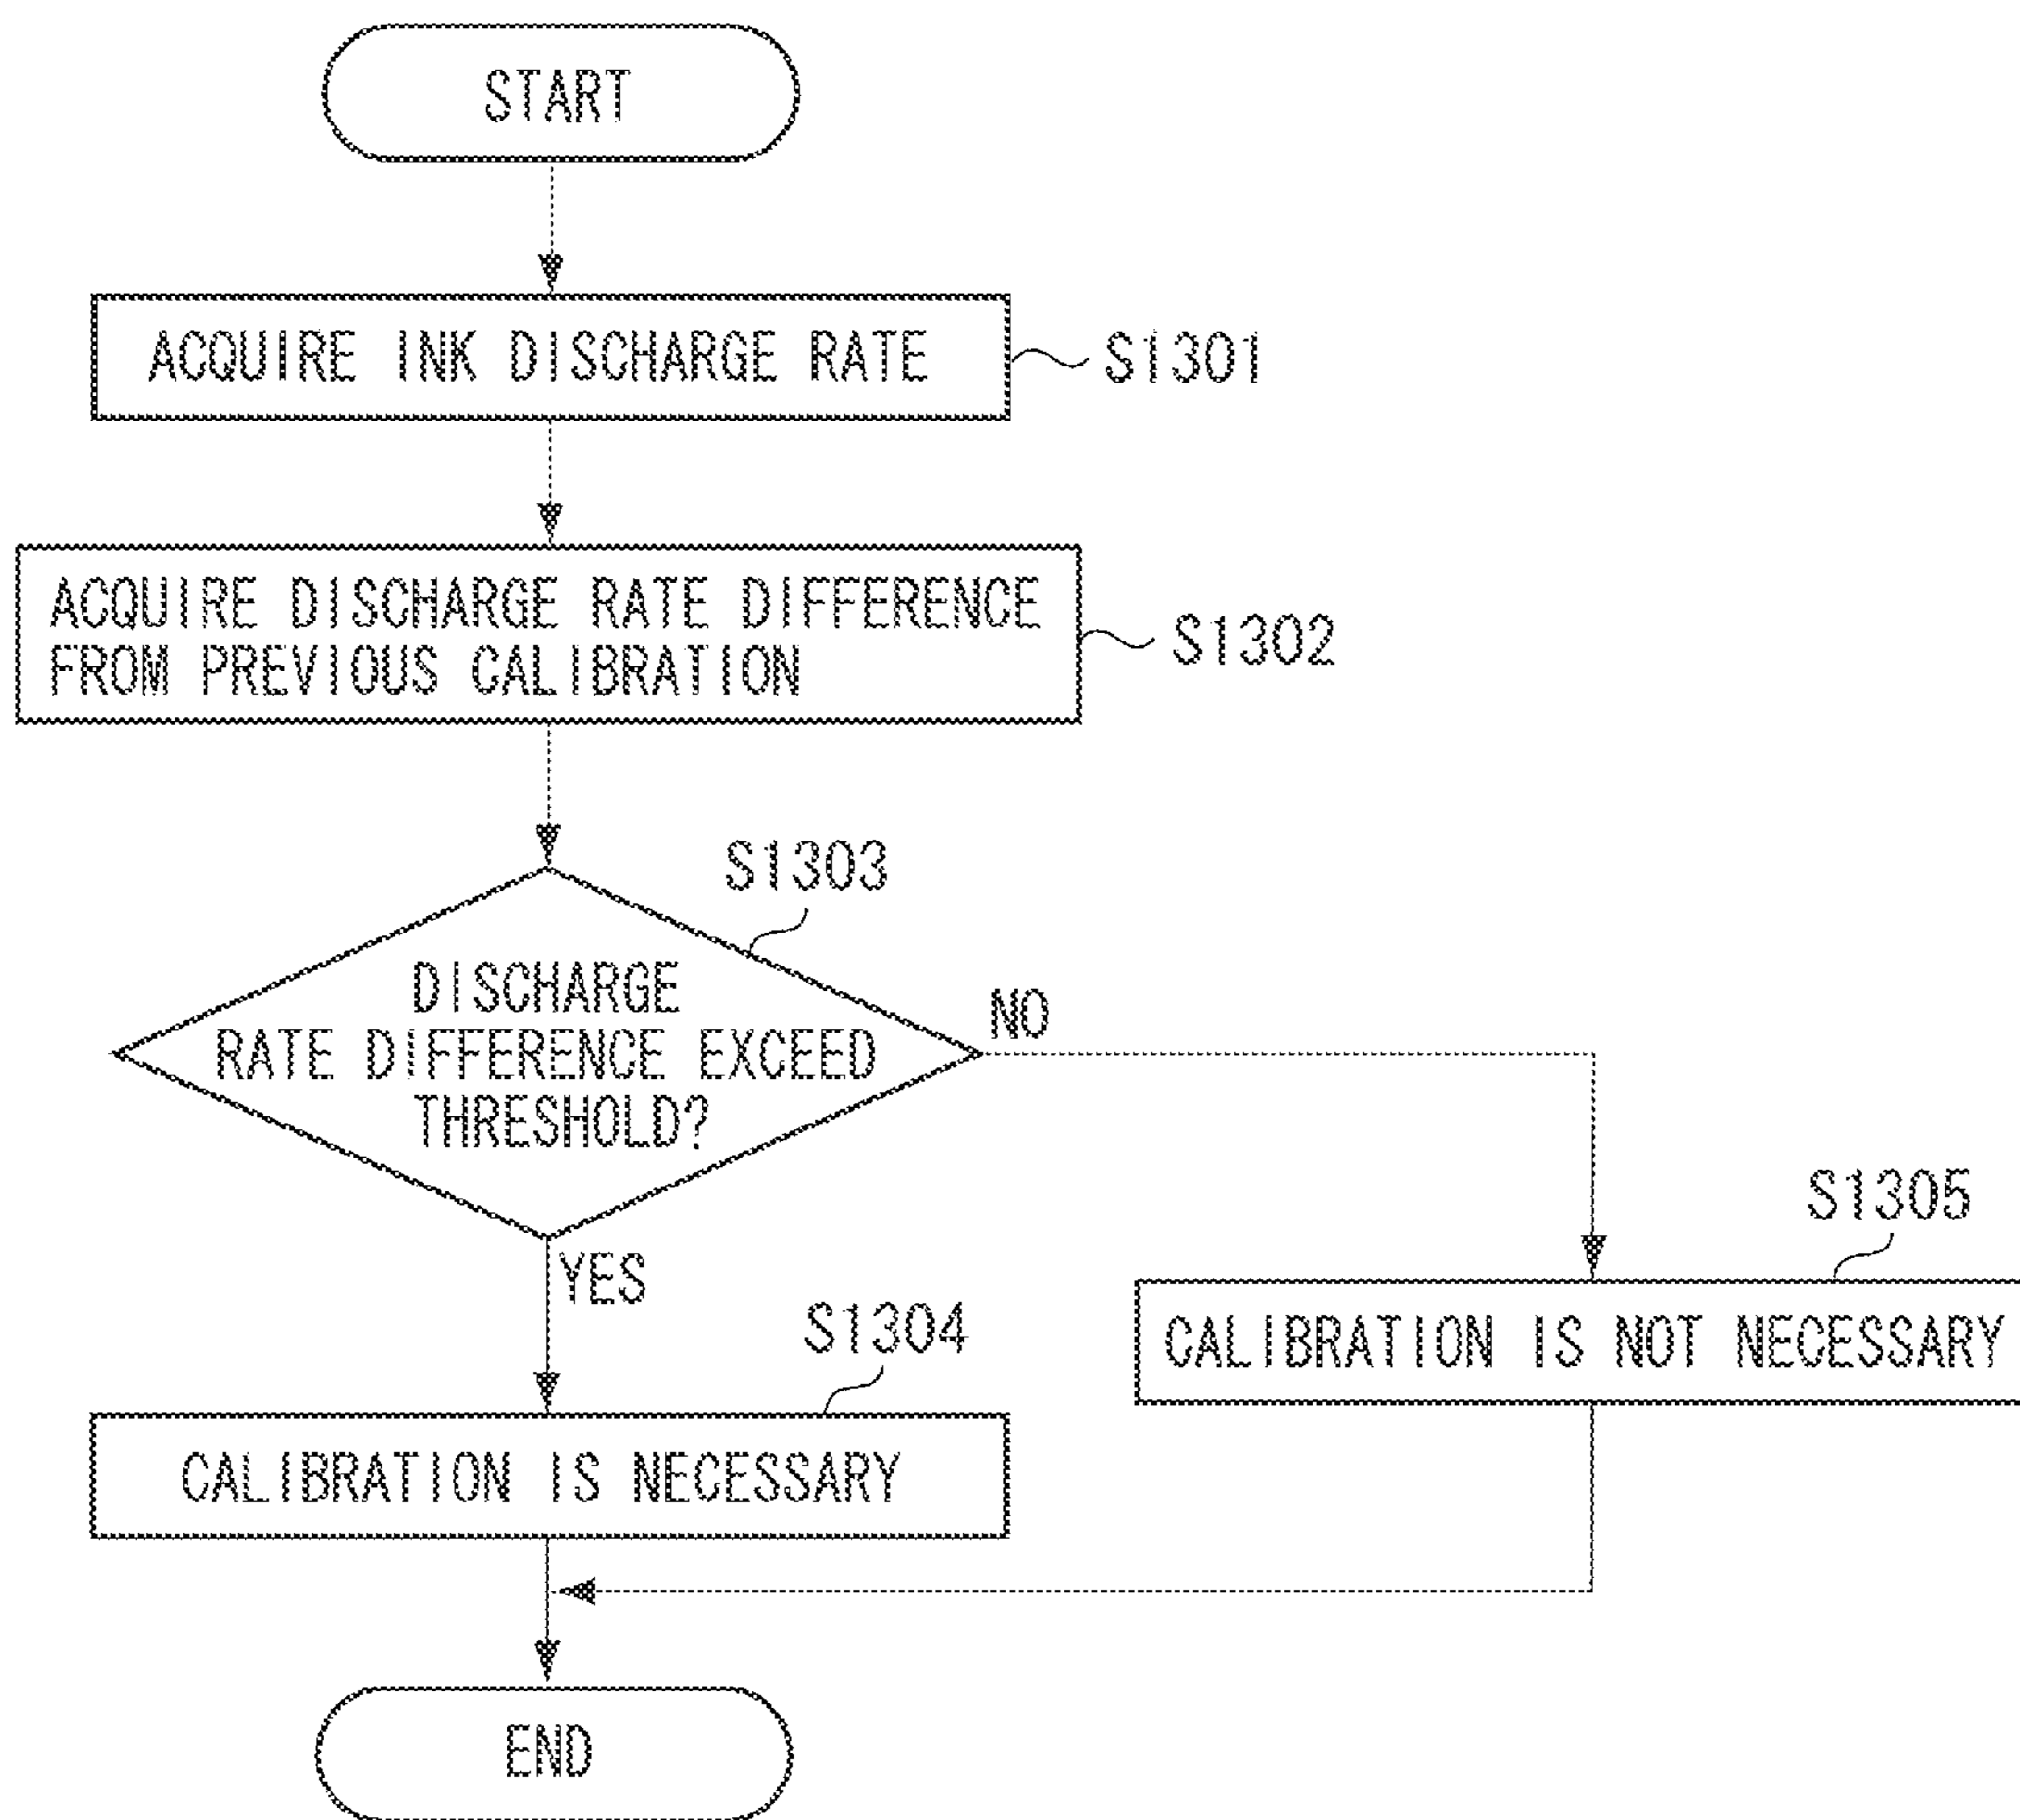 START
ACQUIRE INK DISCHARGE RATE
S1301
ACQUIRE DISCHARGE RATE DIFFERENCE
FROM PREVIOUS CALIBRATION
S1302
S1303
DISCHARGE
RATE DIFFERENCE EXCEED
THRESHOLD?
NO
YES
S1305
CALIBRATION IS NOT NECESSARY
S1304
CALIBRATION IS NECESSARY
END